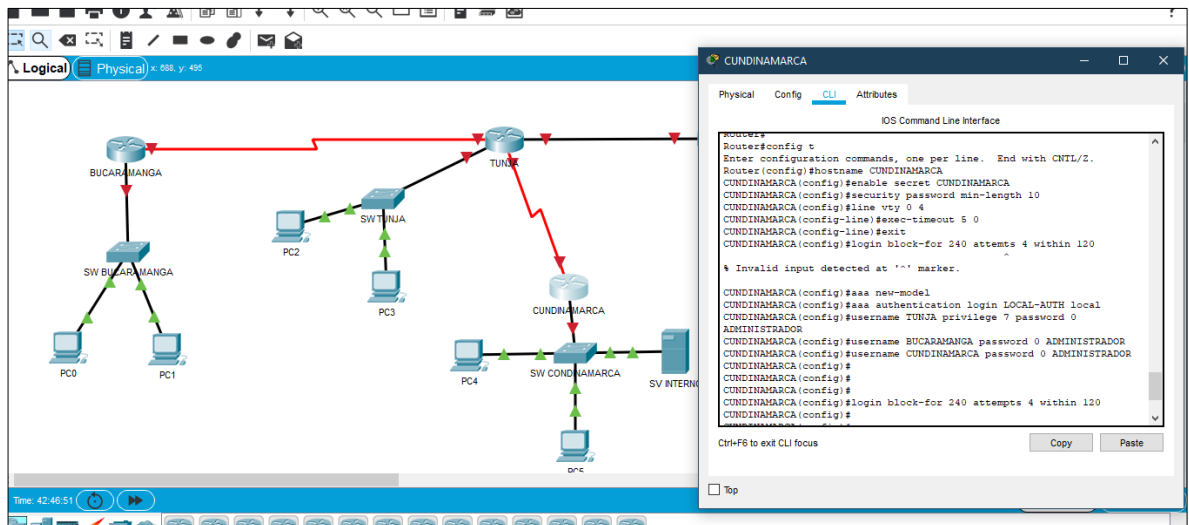 Logical
Physical
x: 688, y: 495
BUCARAMANGA
TUNJA
SW TUNJA
PC2
SW BUCARAMANGA
PC3
CUNDINAMARCA
PC0
PC1
PC4
SW CONDINAMARCA
SV INTERNO
PC5
Time: 42:46:51
?
CUNDINAMARCA
Physical Config CLI Attributes
IOS Command Line Interface
Router#
Router#config t
Enter configuration commands, one per line. End with CNTL/Z.
Router(config)#hostname CUNDINAMARCA
CUNDINAMARCA(config)#enable secret CUNDINAMARCA
CUNDINAMARCA(config)#security password min-length 10
CUNDINAMARCA(config)#line vty 0 4
CUNDINAMARCA(config-line)#exec-timeout 5 0
CUNDINAMARCA(config-line)#exit
CUNDINAMARCA(config)#login block-for 240 attemts 4 within 120
^
% Invalid input detected at '^' marker.
CUNDINAMARCA(config)#aaa new-model
CUNDINAMARCA(config)#aaa authentication login LOCAL-AUTH local
CUNDINAMARCA(config)#username TUNJA privilege 7 password 0
ADMINISTRADOR
CUNDINAMARCA(config)#username BUCARAMANGA password 0 ADMINISTRADOR
CUNDINAMARCA(config)#username CUNDINAMARCA password 0 ADMINISTRADOR
CUNDINAMARCA(config)#
CUNDINAMARCA(config)#
CUNDINAMARCA(config)#
CUNDINAMARCA(config)#login block-for 240 attempts 4 within 120
CUNDINAMARCA(config)#
Ctrl+F6 to exit CLI focus
Copy Paste
Top